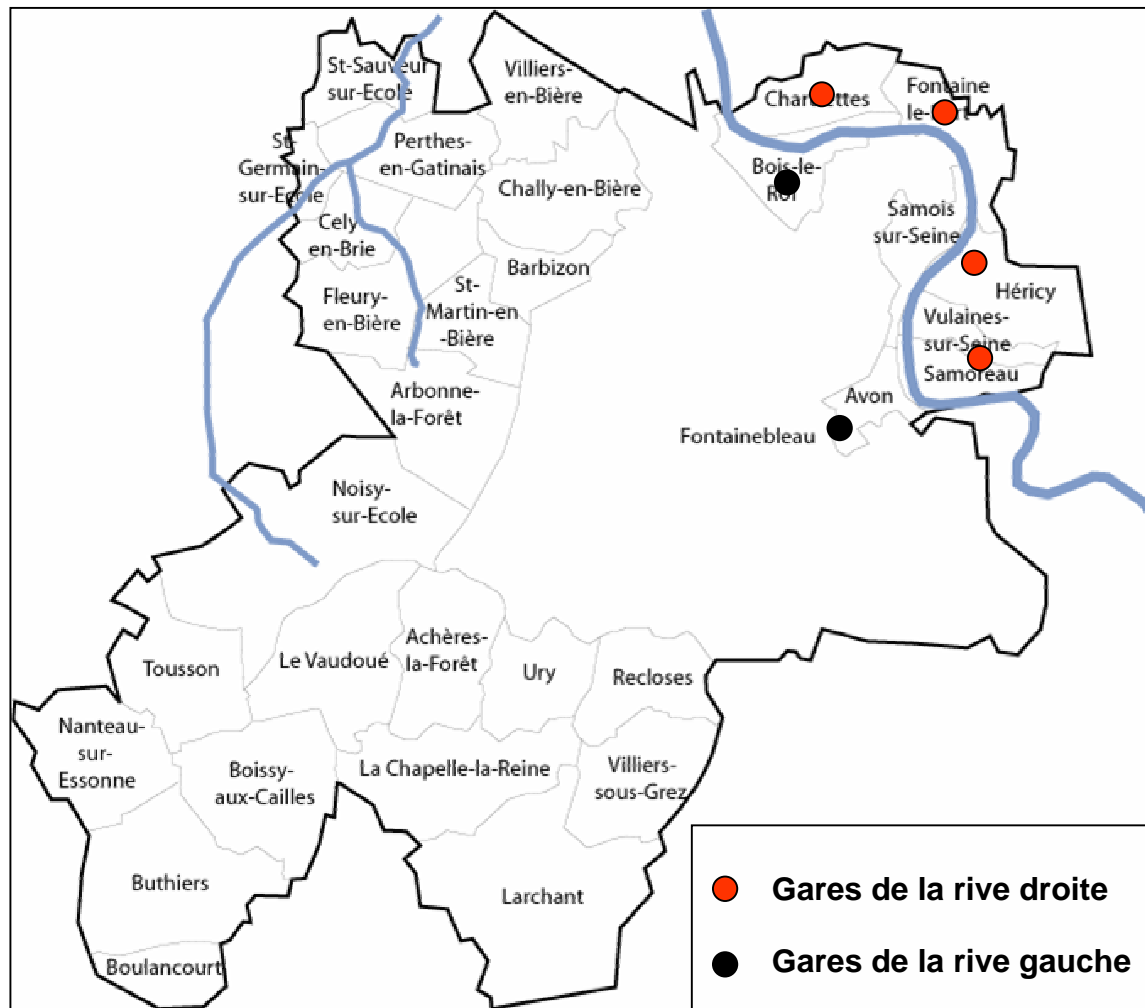 St-Sauveur
sur-Ecole
Villiers-
en-Bière
Chartrettes
Fontaine
le-Port
St-
Germain-
sur-Ecole
Perthes-
en-Gatinais
Chally-en-Bière
Bois-le-
Roi
Samois
sur-Seine
Cely
en-Brie
Barbizon
Héricy
Fleury-
en-Bière
St-
Martin-en
-Bière
Vulaines-
sur-Seine
Samoreau
Arbonne-
la-Forêt
Avon
Fontainebleau
Noisy-
sur-Ecole
Tousson
Le Vaudoué
Achères-
la-Forêt
Ury
Recloses
Nanteau-
sur-
Essonne
Boissy-
aux-Cailles
La Chapelle-la-Reine
Villiers-
sous-Grez
Buthiers
Larchant
Boulancourt
Gares de la rive droite
Gares de la rive gauche